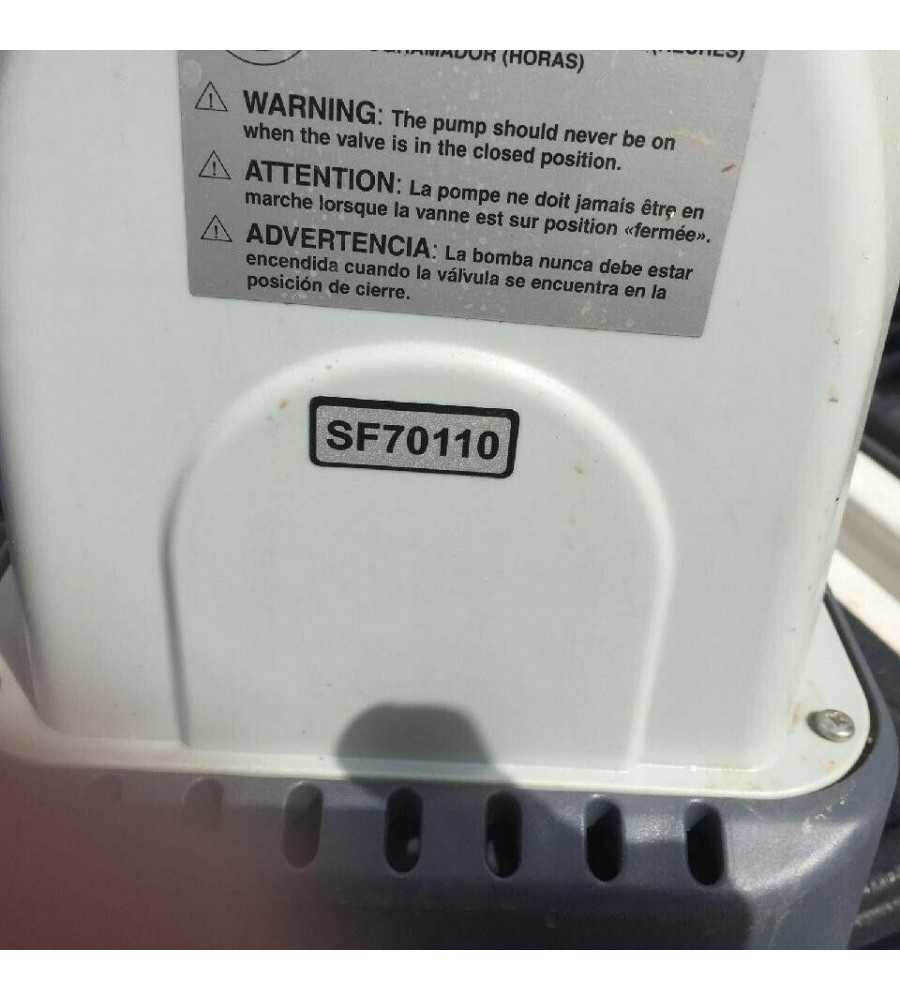 (HORAS)
WARNING: The pump should never be on
when the valve is in the closed position.
ATTENTION: La pompe ne doit jamais être en
marche lorsque la vanne est sur position «fermée».
ADVERTENCIA: La bomba nunca debe estar
encendida cuando la válvula se encuentra en la
posición de cierre.
SF70110